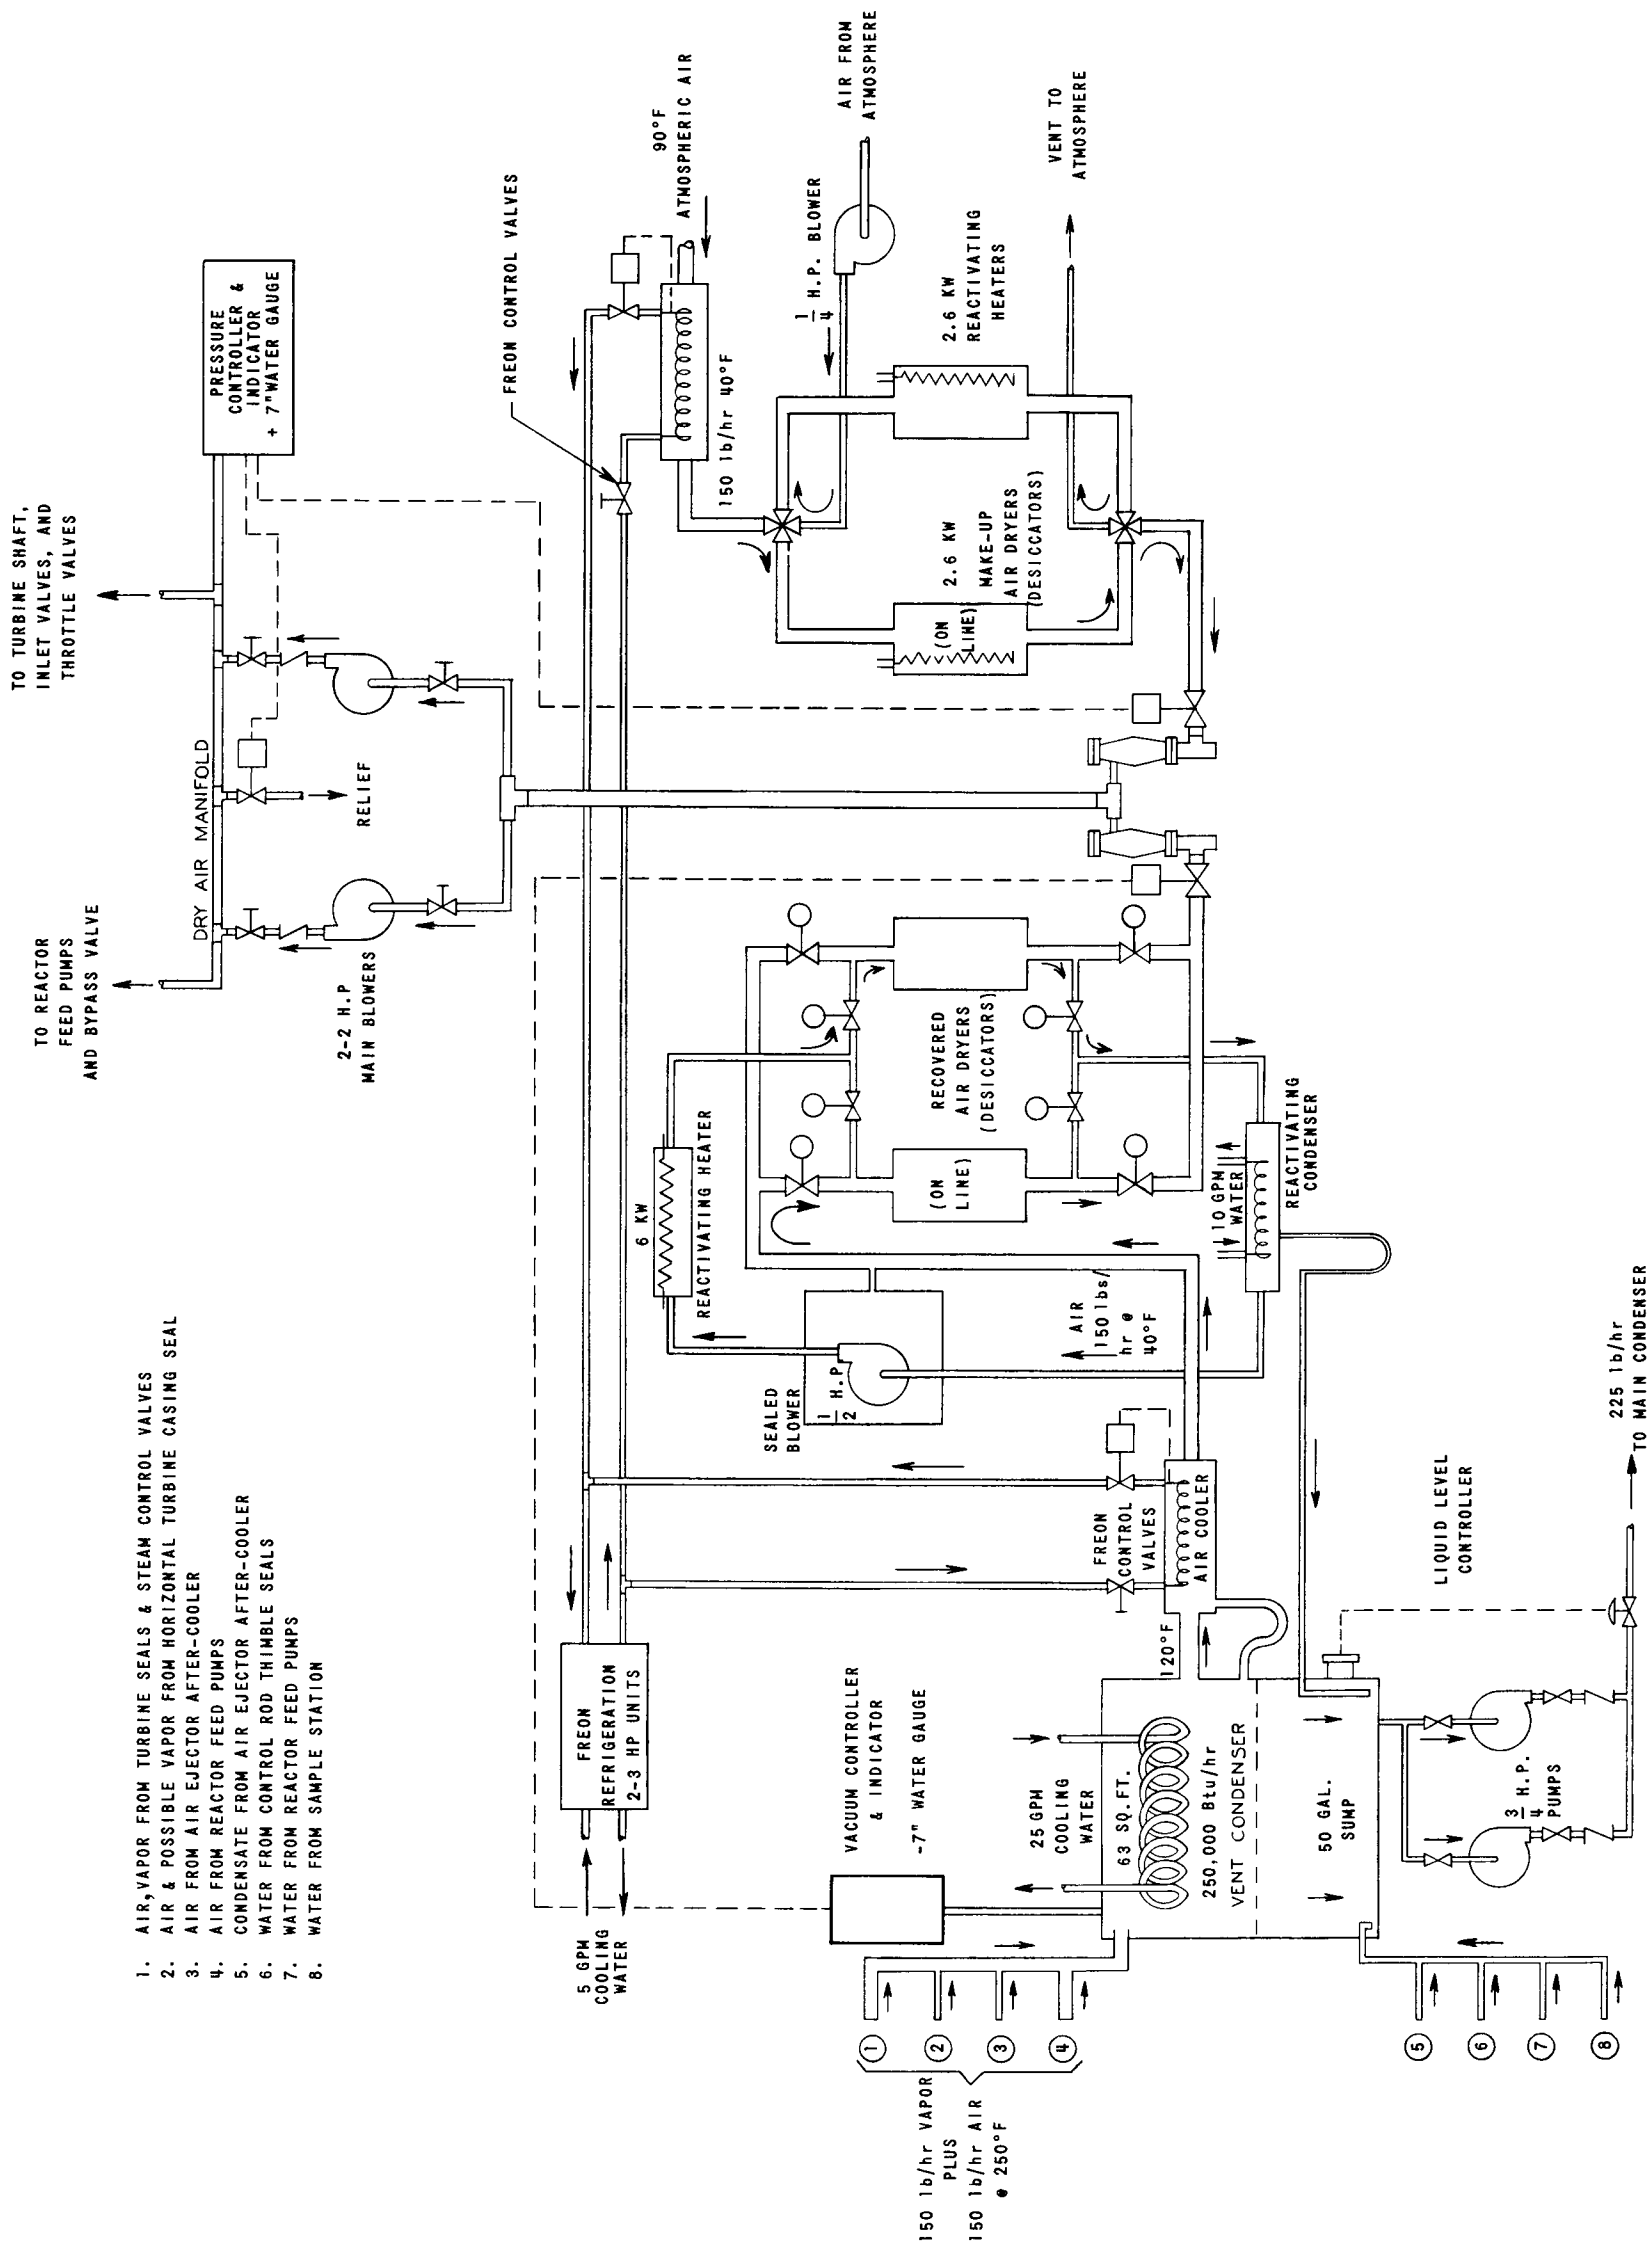 1. AIR,VAPOR FROM TURBINE SEALS & STEAM CONTROL VALVES
2. AIR & POSSIBLE VAPOR FROM HORIZONTAL TURBINE CASING SEAL
3. AIR FROM AIR EJECTOR AFTER-COOLER
4. AIR FROM REACTOR FEED PUMPS
5. CONDENSATE FROM AIR EJECTOR AFTER-COOLER
6. WATER FROM CONTROL ROD THIMBLE SEALS
7. WATER FROM REACTOR FEED PUMPS
8. WATER FROM SAMPLE STATION
TO REACTOR
FEED PUMPS
AND BYPASS VALVE
TO TURBINE SHAFT,
INLET VALVES, AND
THROTTLE VALVES
DRY AIR MANIFOLD
PRESSURE
CONTROLLER &
INDICATOR
+ 7"WATER GAUGE
RELIEF
2-2 H.P
MAIN BLOWERS
FREON CONTROL VALVES
90°F
ATMOSPHERIC AIR
150 lb/hr 40°F
5 GPM
COOLING
WATER
FREON
REFRIGERATION
2-3 HP UNITS
6 KW
REACTIVATING HEATER
SEALED
BLOWER
1/2 H.P
1/4 H.P. BLOWER
AIR FROM
ATMOSPHERE
2.6 KW
MAKE-UP
AIR DRYERS
(DESICCATORS)
(ON
LINE)
2.6 KW
REACTIVATING
HEATERS
VENT TO
ATMOSPHERE
RECOVERED
AIR DRYERS
(DESICCATORS)
(ON
LINE)
AIR
150 lbs/
hr @
40°F
10 GPM
WATER
REACTIVATING
CONDENSER
FREON
CONTROL
VALVES
AIR COOLER
120°F
VACUUM CONTROLLER
& INDICATOR
-7" WATER GAUGE
25 GPM
COOLING
WATER
63 SQ.FT.
250,000 Btu/hr
VENT CONDENSER
50 GAL.
SUMP
3/4 H.P.
PUMPS
LIQUID LEVEL
CONTROLLER
225 lb/hr
TO MAIN CONDENSER
1
2
3
4
150 lb/hr VAPOR
PLUS
150 lb/hr AIR
@ 250°F
5
6
7
8